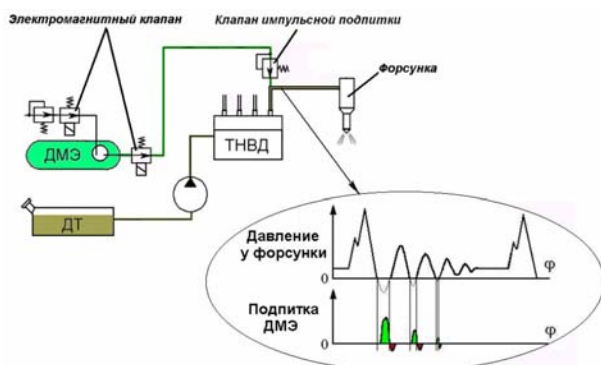 Электромагнитный клапан
Клапан импульсной подпитки
Форсунка
ДМЭ
ТНВД
ДТ
Давление
у форсунки
0
φ
Подпитка
ДМЭ
0
φ